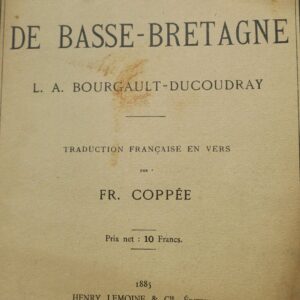 DE BASSE-BRETAGNE
L. A. BOURGAULT-DUCOUDRAY
TRADUCTION FRANÇAISE EN VERS
PAR
FR. COPPÉE
Prix net : 10 Francs.
1885
HENRY LEMOINE & Cie